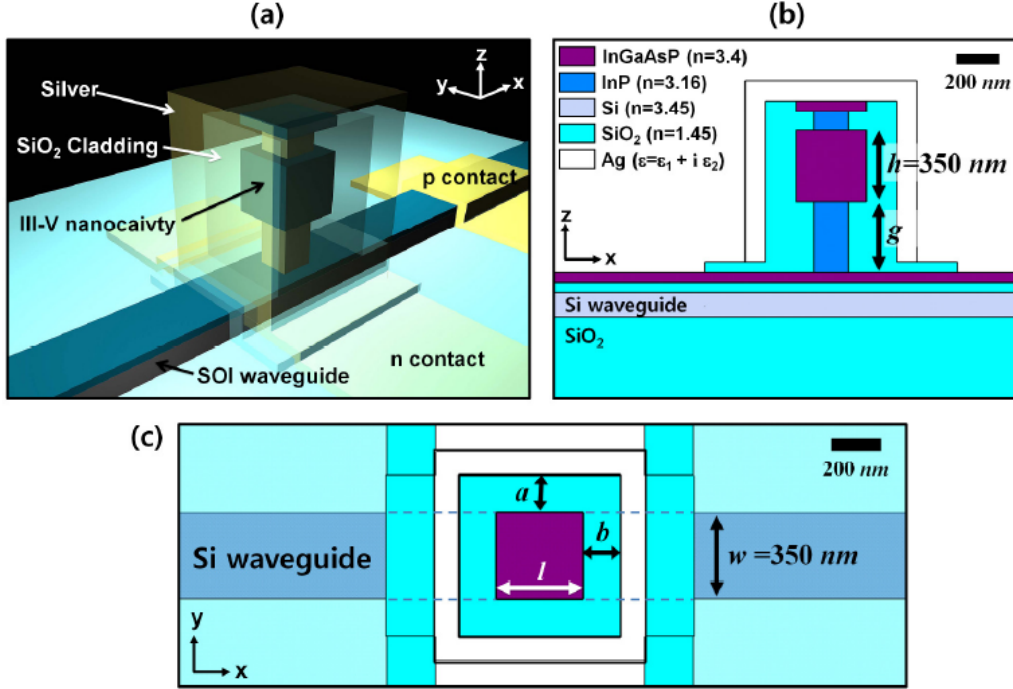 (a)
Silver
SiO2 Cladding
III-V nanocaivty
p contact
n contact
SOI waveguide
z
y
x
(b)
InGaAsP (n=3.4)
InP (n=3.16)
Si (n=3.45)
SiO2 (n=1.45)
Ag (ε=ε1 + i ε2)
200 nm
h=350 nm
g
z
x
Si waveguide
SiO2
(c)
200 nm
a
b
l
Si waveguide
w =350 nm
y
x